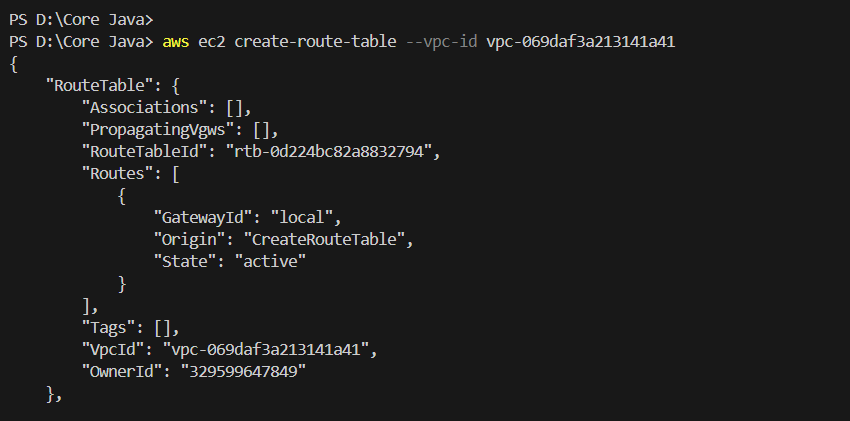 PS D:\Core Java>
PS D:\Core Java> aws ec2 create-route-table --vpc-id vpc-069daf3a213141a41
{
    "RouteTable": {
        "Associations": [],
        "PropagatingVgws": [],
        "RouteTableId": "rtb-0d224bc82a8832794",
        "Routes": [
            {
                "GatewayId": "local",
                "Origin": "CreateRouteTable",
                "State": "active"
            }
        ],
        "Tags": [],
        "VpcId": "vpc-069daf3a213141a41",
        "OwnerId": "329599647849"
    },